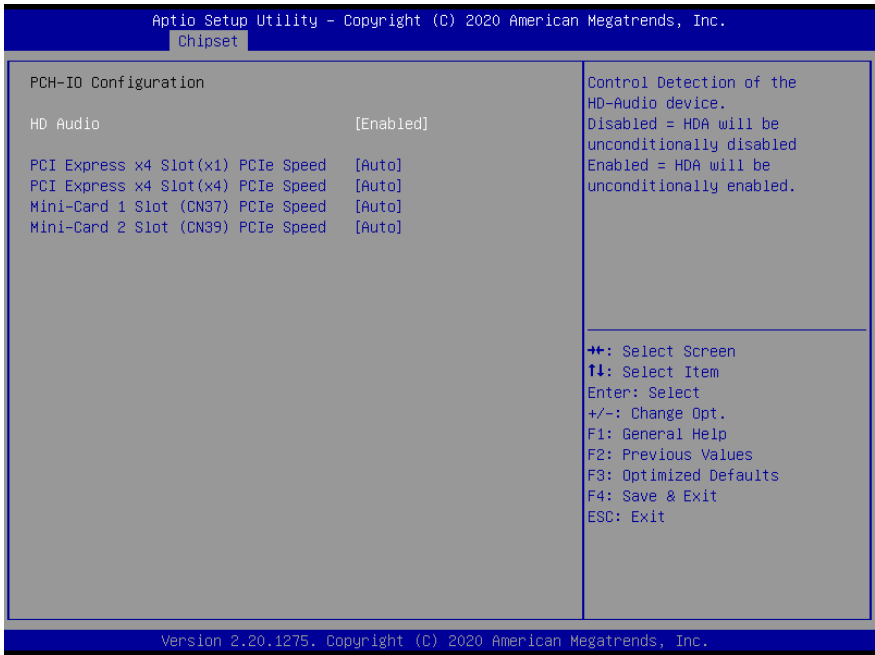 Aptio Setup Utility – Copyright (C) 2020 American Megatrends, Inc.
Chipset
PCH-IO Configuration
HD Audio [Enabled]
PCI Express x4 Slot(x1) PCIe Speed [Auto]
PCI Express x4 Slot(x4) PCIe Speed [Auto]
Mini-Card 1 Slot (CN37) PCIe Speed [Auto]
Mini-Card 2 Slot (CN39) PCIe Speed [Auto]
Control Detection of the
HD-Audio device.
Disabled = HDA will be
unconditionally disabled
Enabled = HDA will be
unconditionally enabled.
→←: Select Screen
↑↓: Select Item
Enter: Select
+/-: Change Opt.
F1: General Help
F2: Previous Values
F3: Optimized Defaults
F4: Save & Exit
ESC: Exit
Version 2.20.1275. Copyright (C) 2020 American Megatrends, Inc.